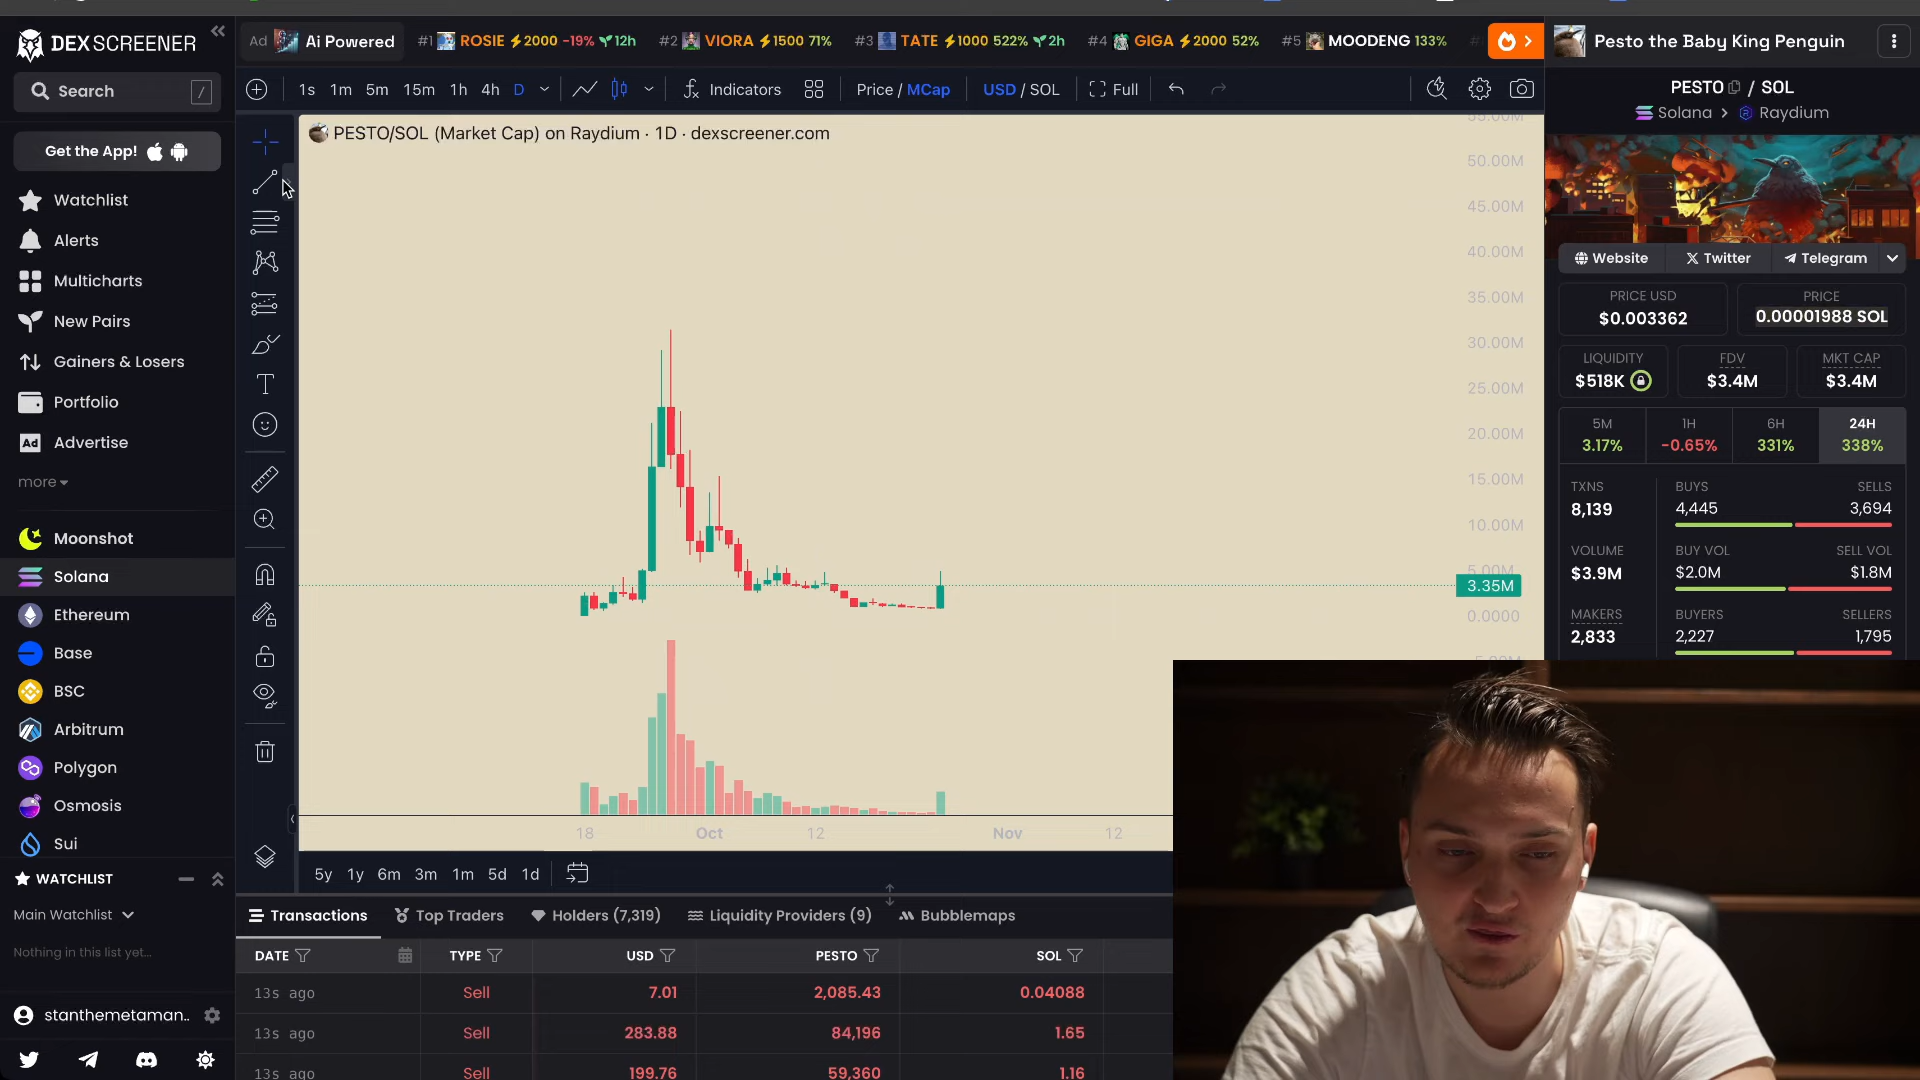 DEX SCREENER
Search /
Get the App!
Watchlist
Alerts
Multicharts
New Pairs
Gainers & Losers
Portfolio
Ad Advertise
more
Moonshot
Solana
Ethereum
Base
BSC
Arbitrum
Polygon
Osmosis
Sui
WATCHLIST
Main Watchlist
Nothing in this list yet...
stanthemetaman..
Ad Ai Powered #1 ROSIE 2000 -19% 12h #2 VIORA 1500 71% #3 TATE 1000 522% 2h #4 GIGA 2000 52% #5 MOODENG 133%
1s 1m 5m 15m 1h 4h D Indicators Price / MCap USD / SOL Full
PESTO/SOL (Market Cap) on Raydium · 1D · dexscreener.com
55.00M
50.00M
45.00M
40.00M
35.00M
30.00M
25.00M
20.00M
15.00M
10.00M
5.00M
3.35M
0.0000
18 Oct 12 Nov 12
5y 1y 6m 3m 1m 5d 1d
Transactions Top Traders Holders (7,319) Liquidity Providers (9) Bubblemaps
DATE TYPE USD PESTO SOL
13s ago Sell 7.01 2,085.43 0.04088
13s ago Sell 283.88 84,196 1.65
13s ago Sell 199.76 59,360 1.16
Pesto the Baby King Penguin
PESTO / SOL
Solana > Raydium
Website Twitter Telegram
PRICE USD PRICE
$0.003362 0.00001988 SOL
LIQUIDITY FDV MKT CAP
$518K $3.4M $3.4M
5M 1H 6H 24H
3.17% -0.65% 331% 338%
TXNS BUYS SELLS
8,139 4,445 3,694
VOLUME BUY VOL SELL VOL
$3.9M $2.0M $1.8M
MAKERS BUYERS SELLERS
2,833 2,227 1,795